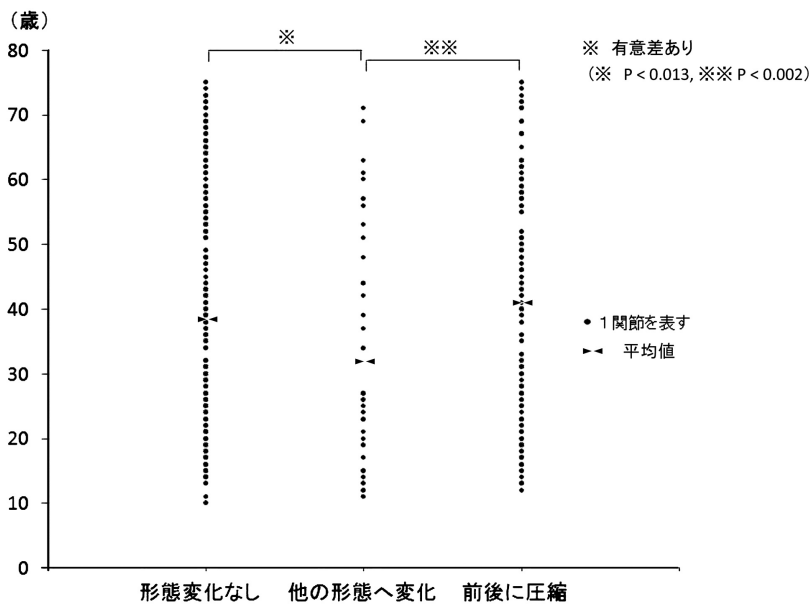 （歳）
※ 有意差あり
（※ P < 0.013, ※※ P < 0.002）
※
※※
80
70
60
50
40
30
20
10
0
• 1関節を表す
►◄ 平均値
形態変化なし 他の形態へ変化 前後に圧縮